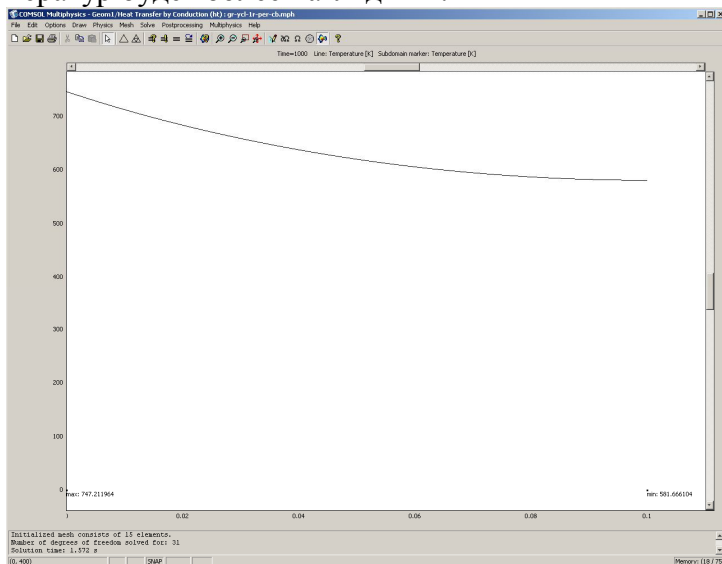 COMSOL Multiphysics - Geom1/Heat Transfer by Conduction (ht) : gr-ycl-1r-per-cb.mph
File Edit Options Draw Physics Mesh Solve Postprocessing Multiphysics Help
Time=1000 Line: Temperature [K] Subdomain marker: Temperature [K]
700
600
500
400
300
200
100
0
max: 747.211964
min: 581.666104
0.02 0.04 0.06 0.08 0.1
Initialized mesh consists of 15 elements.
Number of degrees of freedom solved for: 31
Solution time: 1.572 s
(0, 400) SNAP Memory: (18 / 75